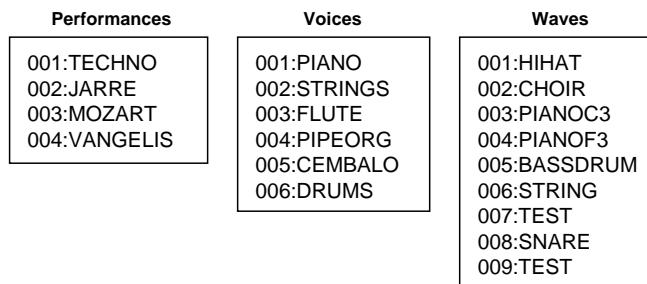 Performances
001:TECHNO
002:JARRE
003:MOZART
004:VANGELIS
Voices
001:PIANO
002:STRINGS
003:FLUTE
004:PIPEORG
005:CEMBALO
006:DRUMS
Waves
001:HIHAT
002:CHOIR
003:PIANOC3
004:PIANOF3
005:BASSDRUM
006:STRING
007:TEST
008:SNARE
009:TEST